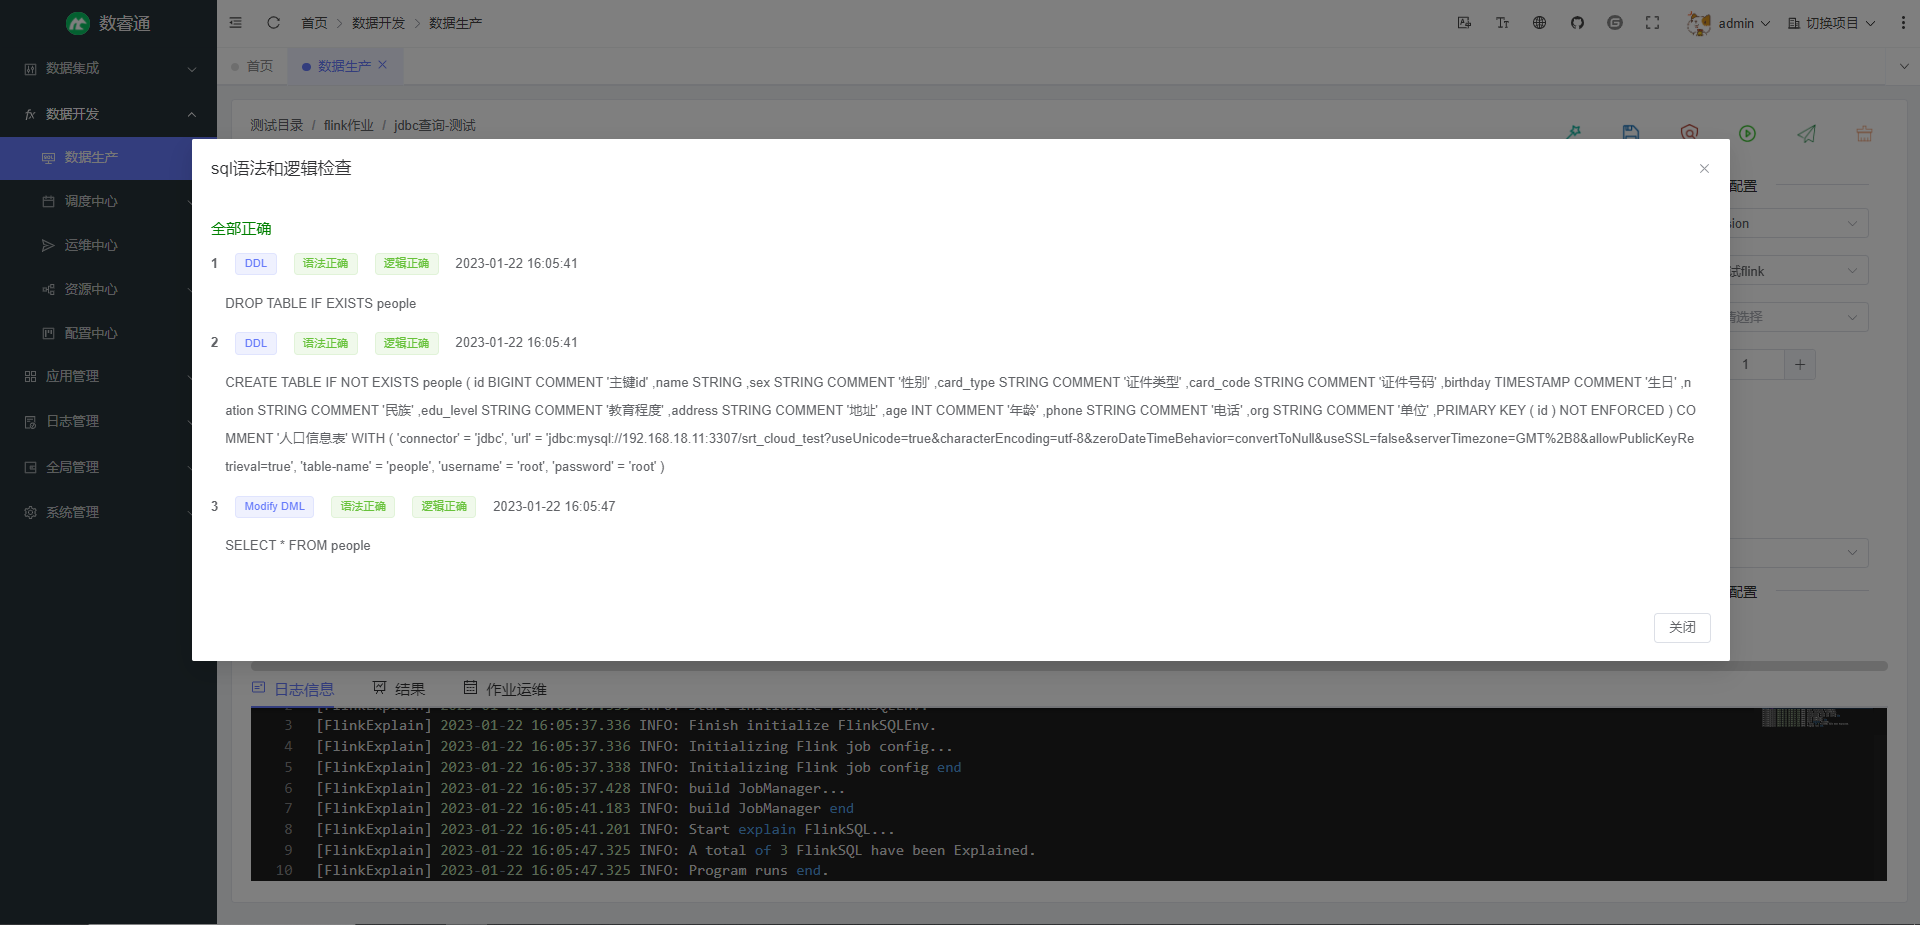 数睿通
首页 > 数据开发 > 数据生产
admin
切换项目
数据集成
首页
数据生产
数据开发
测试目录 / flink作业 / jdbc查询-测试
数据生产
调度中心
运维中心
资源中心
配置中心
应用管理
日志管理
全局管理
系统管理
sql语法和逻辑检查
配置
全部正确
1 DDL 语法正确 逻辑正确 2023-01-22 16:05:41
DROP TABLE IF EXISTS people
2 DDL 语法正确 逻辑正确 2023-01-22 16:05:41
CREATE TABLE IF NOT EXISTS people ( id BIGINT COMMENT '主键id' ,name STRING ,sex STRING COMMENT '性别' ,card_type STRING COMMENT '证件类型' ,card_code STRING COMMENT '证件号码' ,birthday TIMESTAMP COMMENT '生日' ,n
ation STRING COMMENT '民族' ,edu_level STRING COMMENT '教育程度' ,address STRING COMMENT '地址' ,age INT COMMENT '年龄' ,phone STRING COMMENT '电话' ,org STRING COMMENT '单位' ,PRIMARY KEY ( id ) NOT ENFORCED ) CO
MMENT '人口信息表' WITH ( 'connector' = 'jdbc', 'url' = 'jdbc:mysql://192.168.18.11:3307/srt_cloud_test?useUnicode=true&characterEncoding=utf-8&zeroDateTimeBehavior=convertToNull&useSSL=false&serverTimezone=GMT%2B8&allowPublicKeyRe
trieval=true', 'table-name' = 'people', 'username' = 'root', 'password' = 'root' )
3 Modify DML 语法正确 逻辑正确 2023-01-22 16:05:47
SELECT * FROM people
关闭
sion
式flink
请选择
1 +
配置
日志信息
结果
作业运维
3 [FlinkExplain] 2023-01-22 16:05:37.336 INFO: Finish initialize FlinkSQLEnv.
4 [FlinkExplain] 2023-01-22 16:05:37.336 INFO: Initializing Flink job config...
5 [FlinkExplain] 2023-01-22 16:05:37.338 INFO: Initializing Flink job config end
6 [FlinkExplain] 2023-01-22 16:05:37.428 INFO: build JobManager...
7 [FlinkExplain] 2023-01-22 16:05:41.183 INFO: build JobManager end
8 [FlinkExplain] 2023-01-22 16:05:41.201 INFO: Start explain FlinkSQL...
9 [FlinkExplain] 2023-01-22 16:05:47.325 INFO: A total of 3 FlinkSQL have been Explained.
10 [FlinkExplain] 2023-01-22 16:05:47.325 INFO: Program runs end.